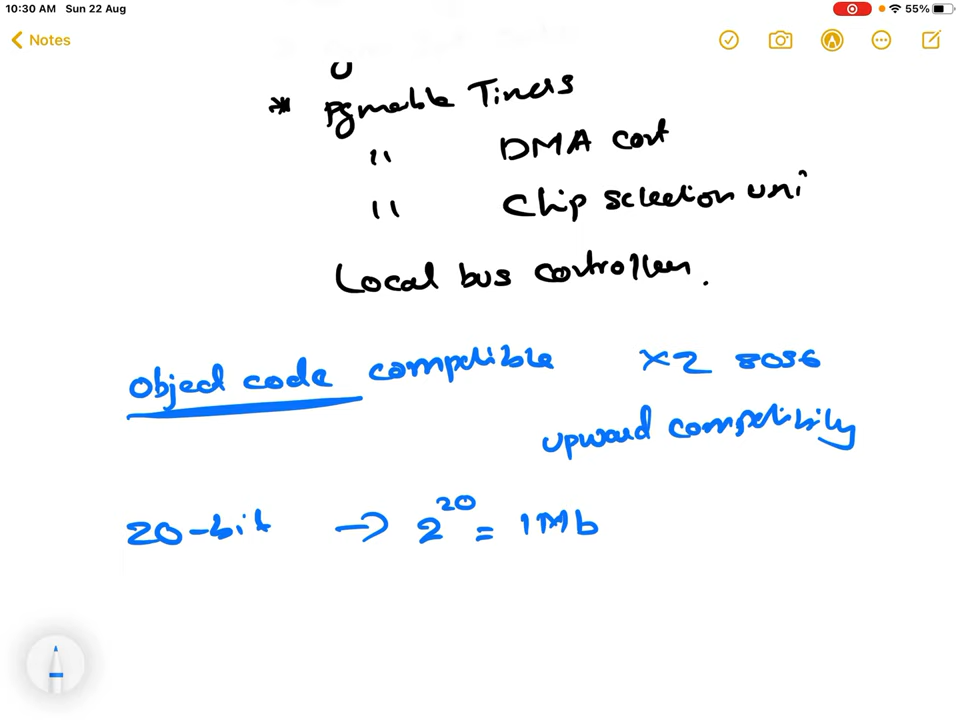 10:30 AM Sun 22 Aug 55%
Notes
* Pgmable Timers
" DMA cont
" Chip selection uni
Local bus controller.
Object code compatible X2 8086
upward compatibility
20-bit → 2^20 = 1Mb